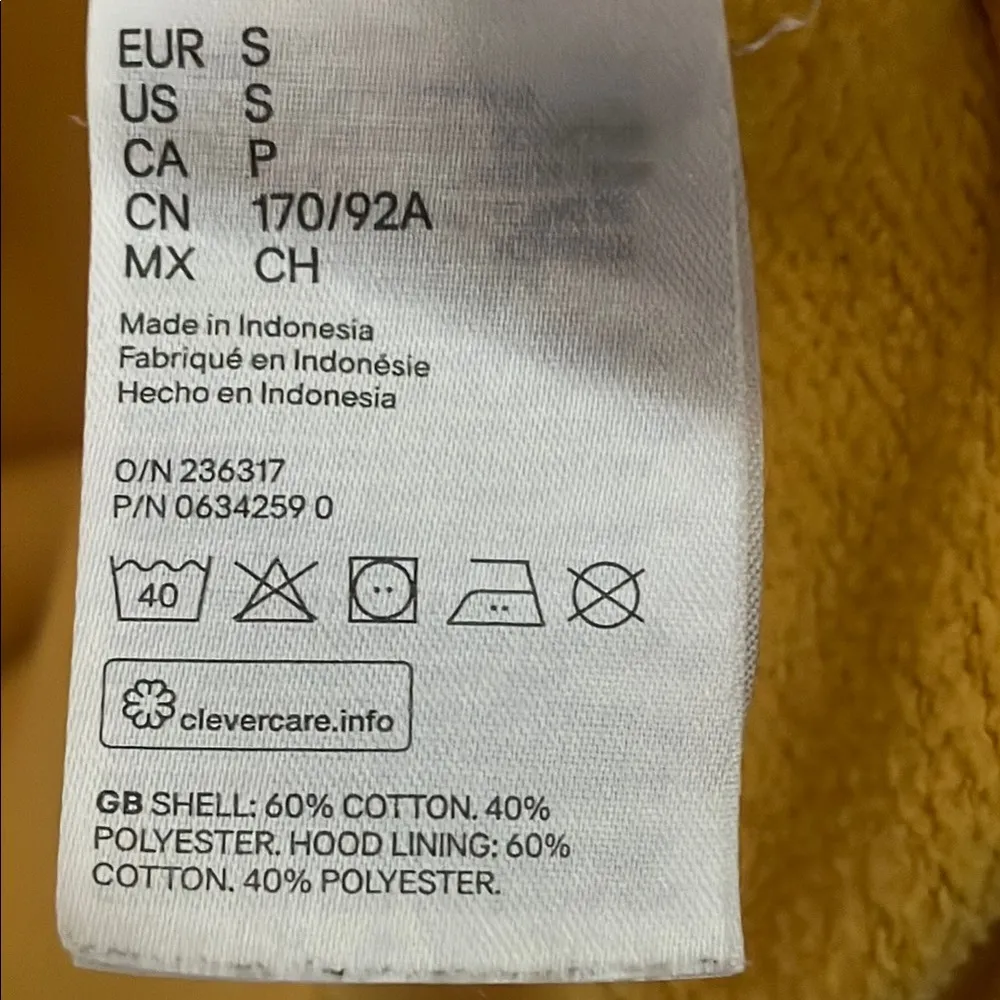 EUR S
US S
CA P
CN 170/92A
MX CH
Made in Indonesia
Fabriqué en Indonésie
Hecho en Indonesia
O/N 236317
P/N 0634259 0
40
clevercare.info
GB SHELL: 60% COTTON. 40%
POLYESTER. HOOD LINING: 60%
COTTON. 40% POLYESTER.